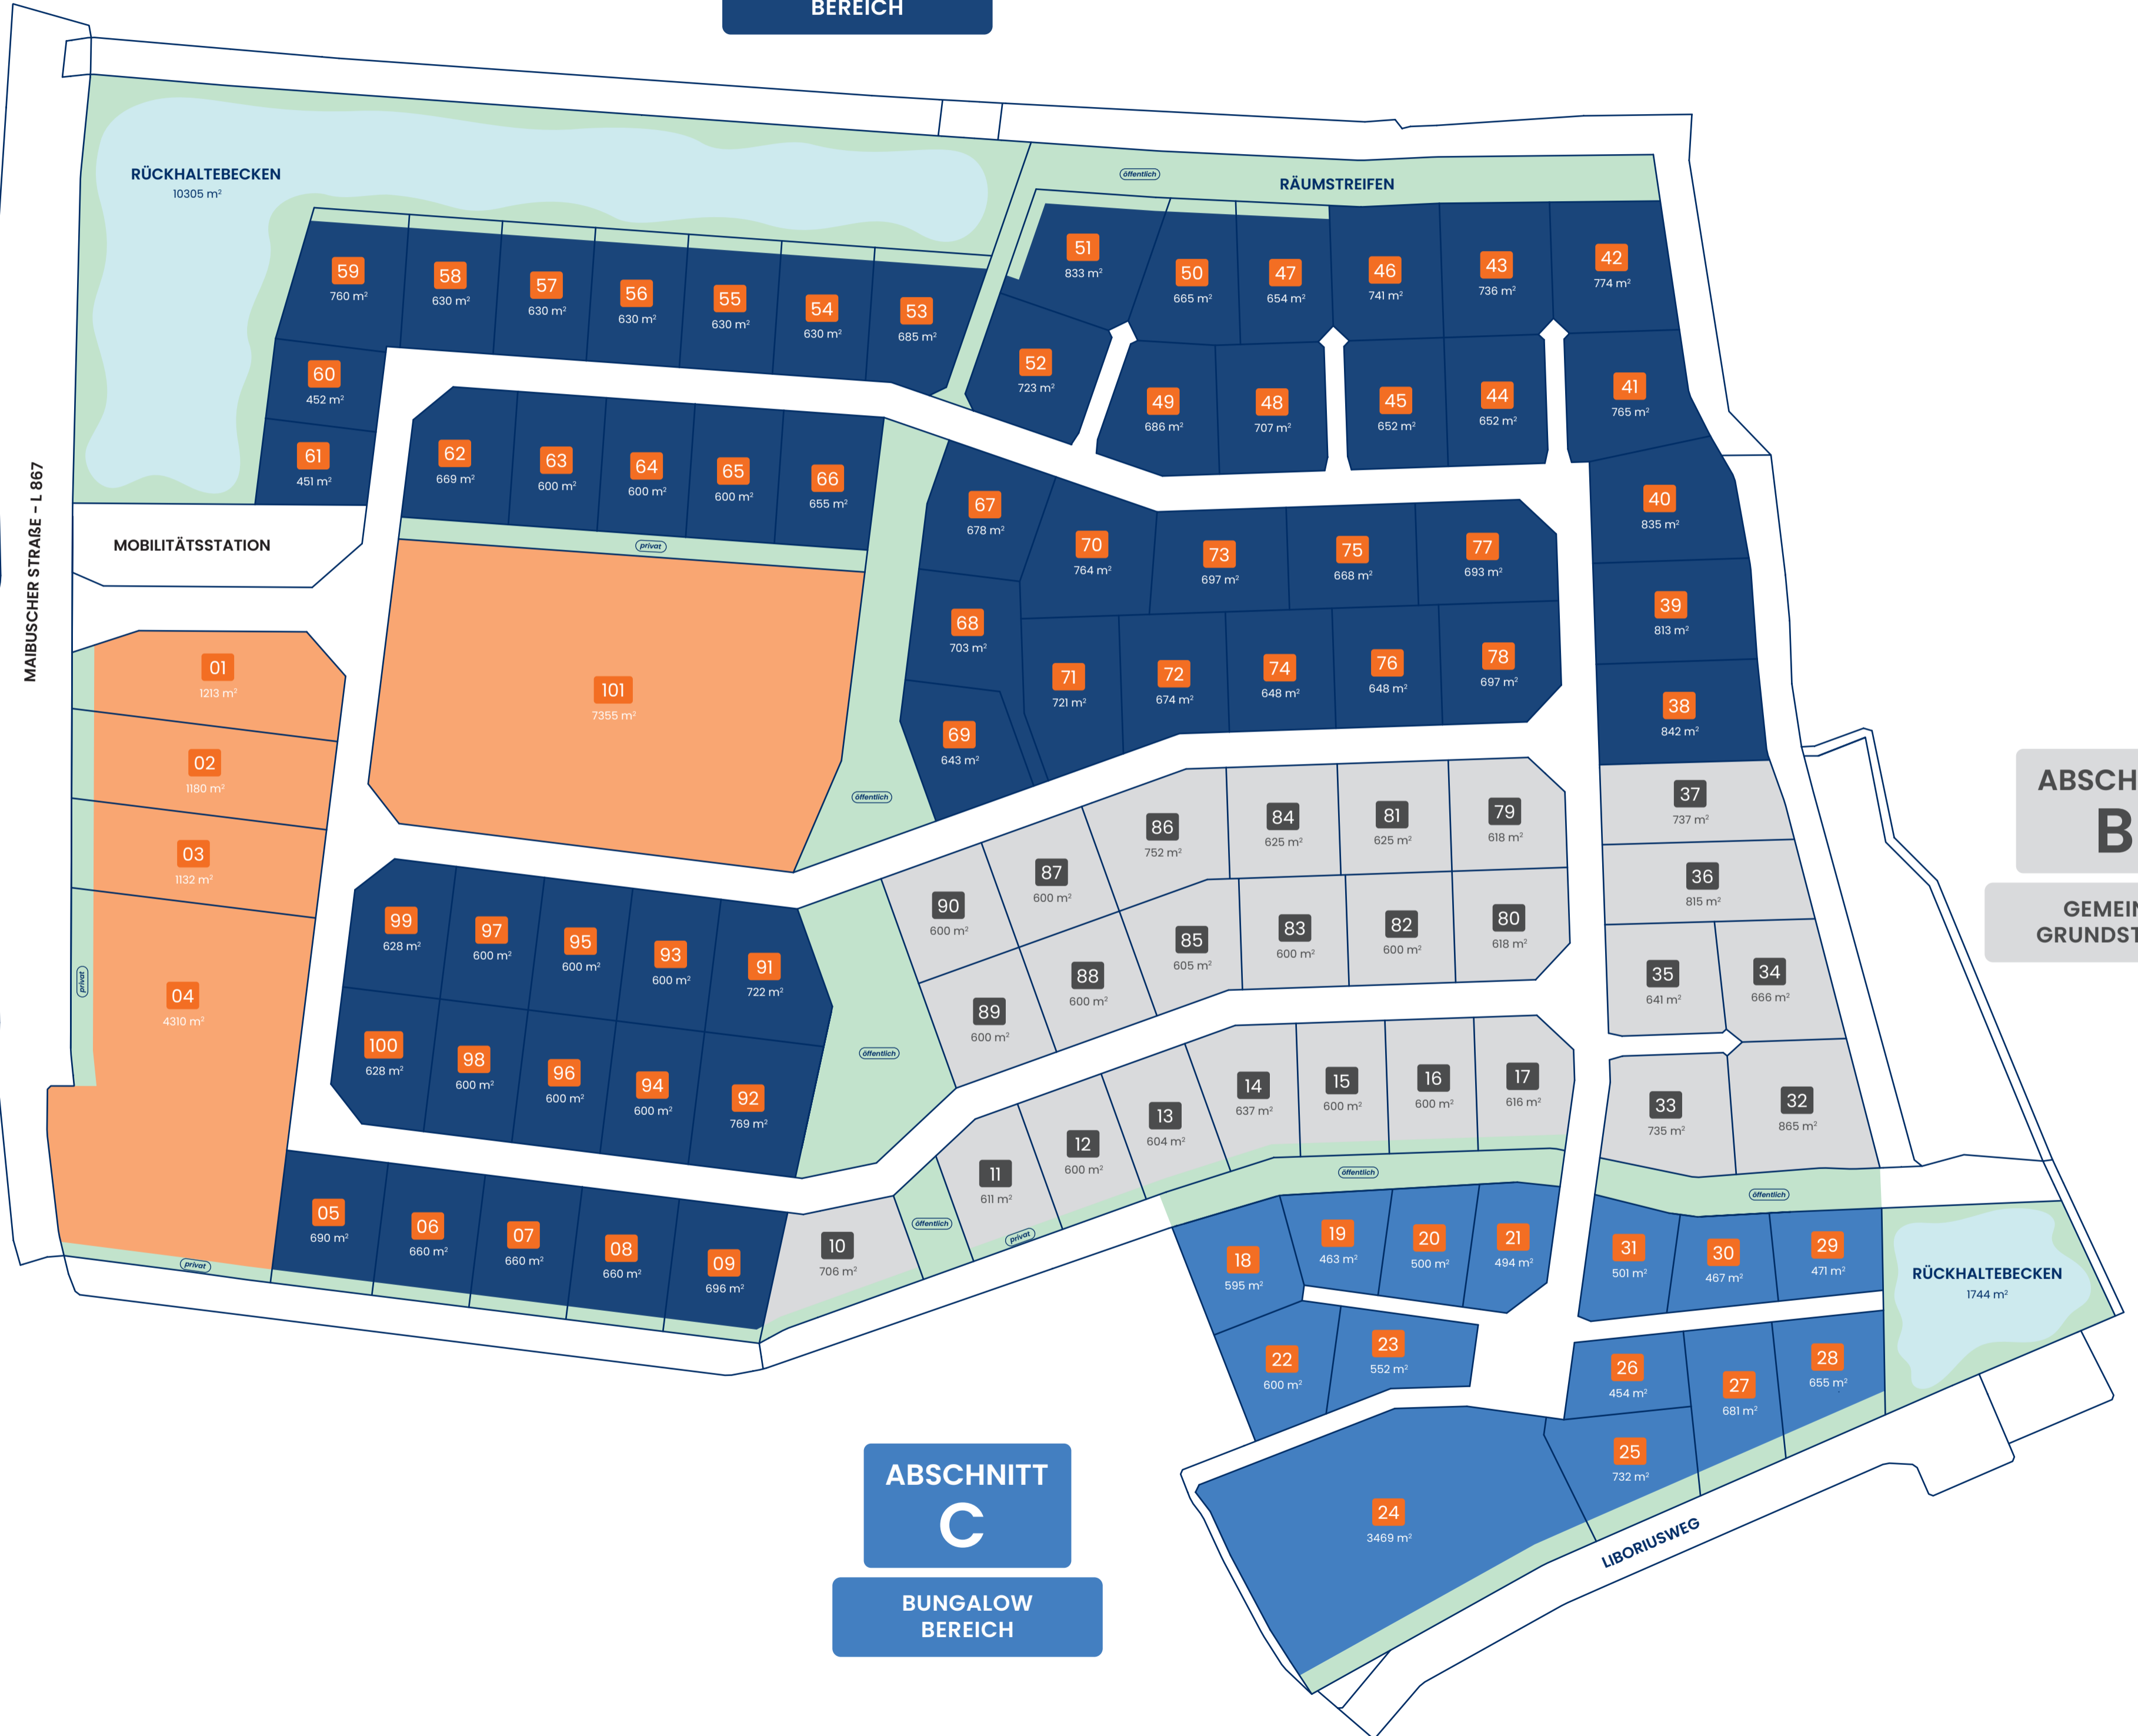 BEREICH
RÜCKHALTEBECKEN
10305 m²
öffentlich
RÄUMSTREIFEN
59
760 m²
58
630 m²
57
630 m²
56
630 m²
55
630 m²
54
630 m²
53
685 m²
51
833 m²
50
665 m²
47
654 m²
46
741 m²
43
736 m²
42
774 m²
60
452 m²
61
451 m²
52
723 m²
49
686 m²
48
707 m²
45
652 m²
44
652 m²
41
765 m²
62
669 m²
63
600 m²
64
600 m²
65
600 m²
66
655 m²
67
678 m²
70
764 m²
73
697 m²
75
668 m²
77
693 m²
40
835 m²
MAIBUSCHER STRAßE – L 867
MOBILITÄTSSTATION
privat
68
703 m²
71
721 m²
72
674 m²
74
648 m²
76
648 m²
78
697 m²
39
813 m²
01
1213 m²
101
7355 m²
69
643 m²
38
842 m²
02
1180 m²
öffentlich
86
752 m²
84
625 m²
81
625 m²
79
618 m²
37
737 m²
ABSCH
B
GEMEIN
GRUNDST
03
1132 m²
90
600 m²
87
600 m²
36
815 m²
99
628 m²
97
600 m²
95
600 m²
93
600 m²
91
722 m²
85
605 m²
83
600 m²
82
600 m²
80
618 m²
privat
04
4310 m²
89
600 m²
88
600 m²
35
641 m²
34
666 m²
100
628 m²
98
600 m²
96
600 m²
94
600 m²
92
769 m²
öffentlich
14
637 m²
15
600 m²
16
600 m²
17
616 m²
33
735 m²
32
865 m²
11
611 m²
12
600 m²
13
604 m²
öffentlich
öffentlich
05
690 m²
06
660 m²
07
660 m²
08
660 m²
09
696 m²
10
706 m²
öffentlich
privat
privat
18
595 m²
19
463 m²
20
500 m²
21
494 m²
31
501 m²
30
467 m²
29
471 m²
RÜCKHALTEBECKEN
1744 m²
22
600 m²
23
552 m²
26
454 m²
27
681 m²
28
655 m²
25
732 m²
24
3469 m²
LIBORIUSWEG
ABSCHNITT
C
BUNGALOW
BEREICH